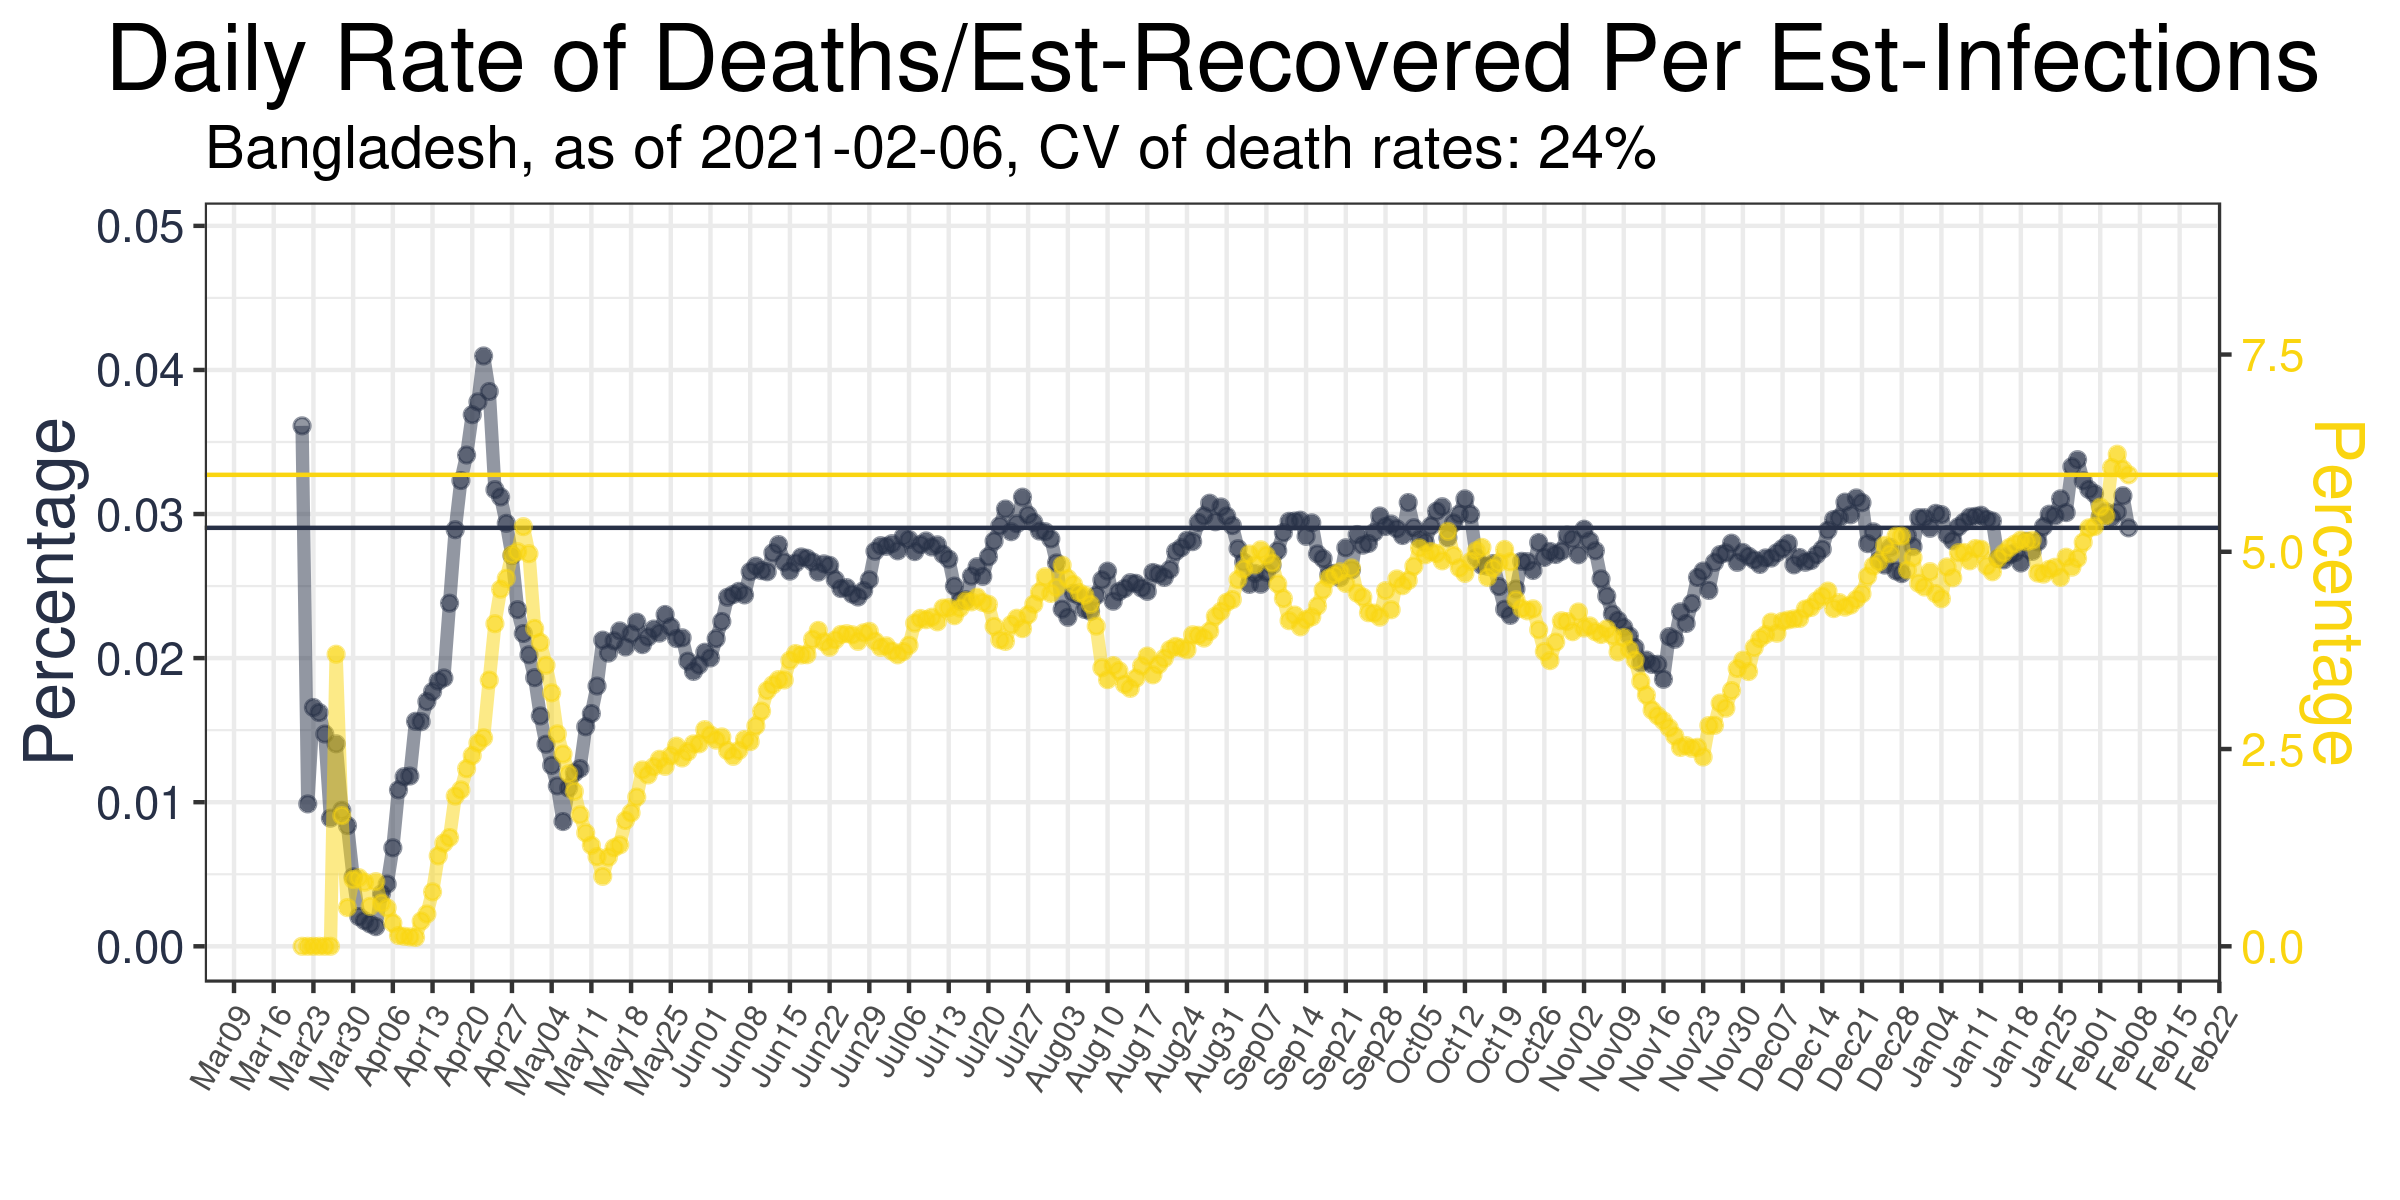 Daily Rate of Deaths/Est-Recovered Per Est-Infections
Bangladesh, as of 2021-02-06, CV of death rates: 24%
Percentage
0.05
0.04
0.03
0.02
0.01
0.00
7.5
5.0
2.5
0.0
Percentage
Mar09 Mar16 Mar23 Mar30 Apr06 Apr13 Apr20 Apr27 May04 May11 May18 May25 Jun01 Jun08 Jun15 Jun22 Jun29 Jul06 Jul13 Jul20 Jul27 Aug03 Aug10 Aug17 Aug24 Aug31 Sep07 Sep14 Sep21 Sep28 Oct05 Oct12 Oct19 Oct26 Nov02 Nov09 Nov16 Nov23 Nov30 Dec07 Dec14 Dec21 Dec28 Jan04 Jan11 Jan18 Jan25 Feb01 Feb08 Feb15 Feb22